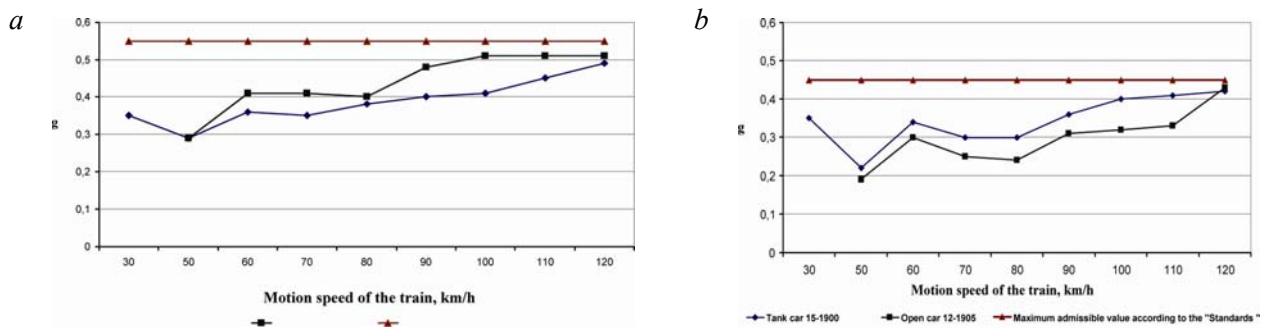 a
0,6
0,5
0,4
0,3
0,2
0,1
0
30 50 60 70 80 90 100 110 120
Motion speed of the train, km/h
b
0,6
0,5
0,4
0,3
0,2
0,1
0
30 50 60 70 80 90 100 110 120
Motion speed of the train, km/h
Tank car 15-1900 Open car 12-1905 Maximum admissible value according to the "Standards "